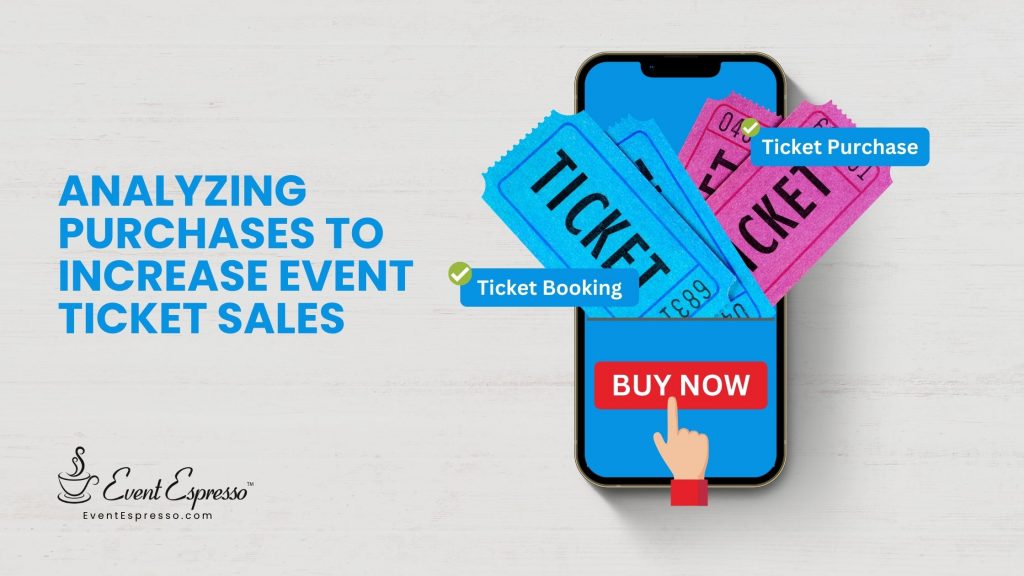 ANALYZING
PURCHASES TO
INCREASE EVENT
TICKET SALES
Event Espresso™
EventEspresso.com
Ticket Purchase
TICKET
TICKET
TICKET
Ticket Booking
BUY NOW